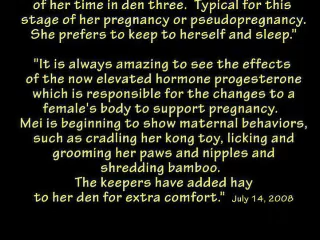 of her time in den three. Typical for this
stage of her pregnancy or pseudopregnancy.
She prefers to keep to herself and sleep."
"It is always amazing to see the effects
of the now elevated hormone progesterone
which is responsible for the changes to a
female's body to support pregnancy.
Mei is beginning to show maternal behaviors,
such as cradling her kong toy, licking and
grooming her paws and nipples and
shredding bamboo.
The keepers have added hay
to her den for extra comfort." July 14, 2008